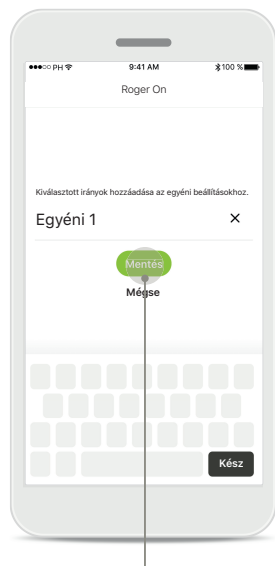 PH 9:41 AM 100 %
Roger On
Kiválasztott irányok hozzáadása az egyéni beállításokhoz.
Egyéni 1
Mentés
Mégse
Kész